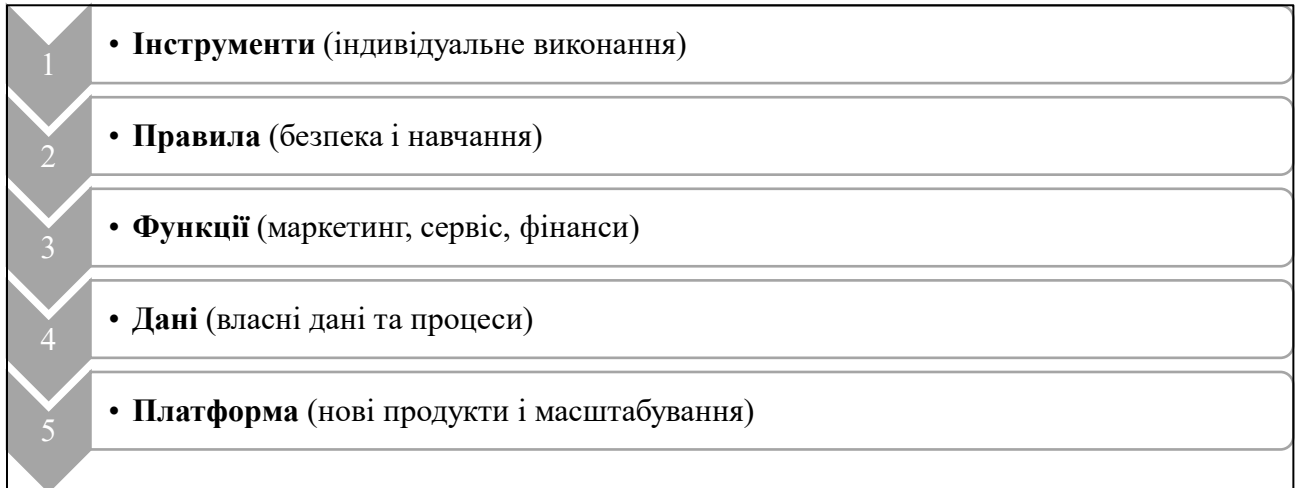 1
• Інструменти (індивідуальне виконання)
2
• Правила (безпека і навчання)
3
• Функції (маркетинг, сервіс, фінанси)
4
• Дані (власні дані та процеси)
5
• Платформа (нові продукти і масштабування)